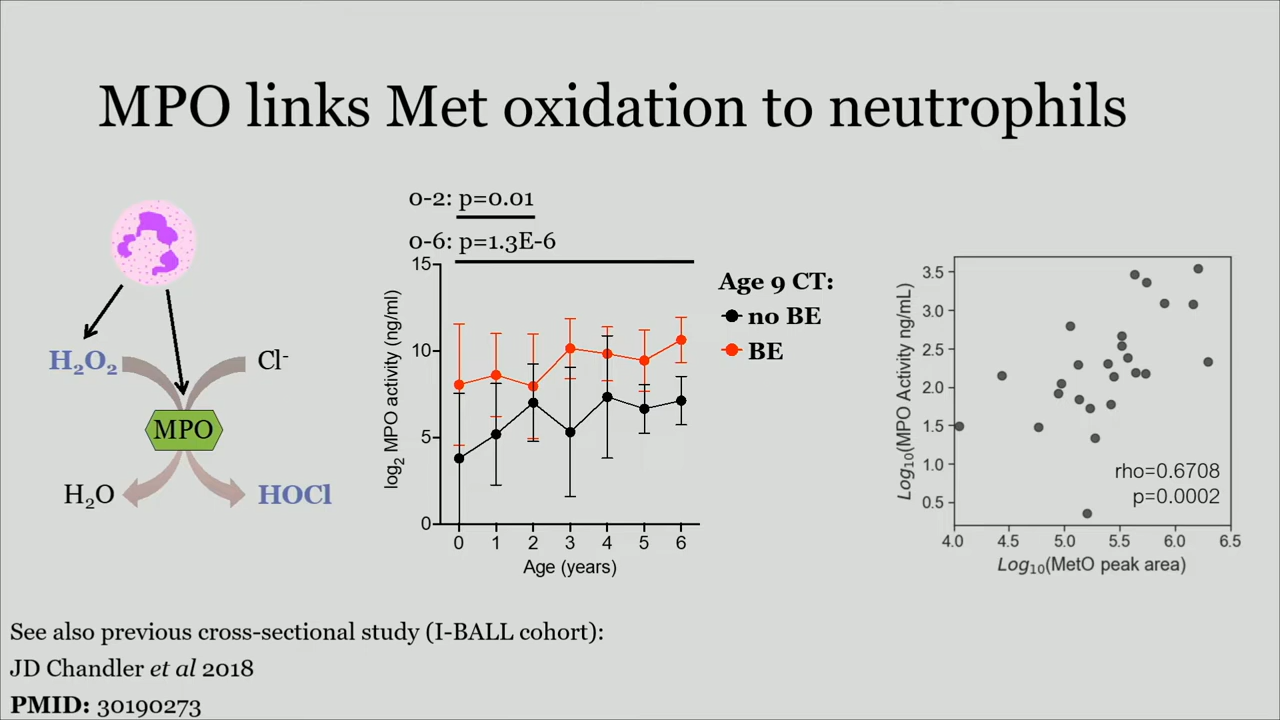 MPO links Met oxidation to neutrophils
H₂O₂
Cl⁻
MPO
H₂O
HOCl
0-2: p=0.01
0-6: p=1.3E-6
log₂ MPO activity (ng/ml)
15
10
5
0
0 1 2 3 4 5 6
Age (years)
Age 9 CT:
no BE
BE
Log₁₀(MPO Activity ng/mL)
3.5
3.0
2.5
2.0
1.5
1.0
0.5
rho=0.6708
p=0.0002
4.0 4.5 5.0 5.5 6.0 6.5
Log₁₀(MetO peak area)
See also previous cross-sectional study (I-BALL cohort):
JD Chandler et al 2018
PMID: 30190273